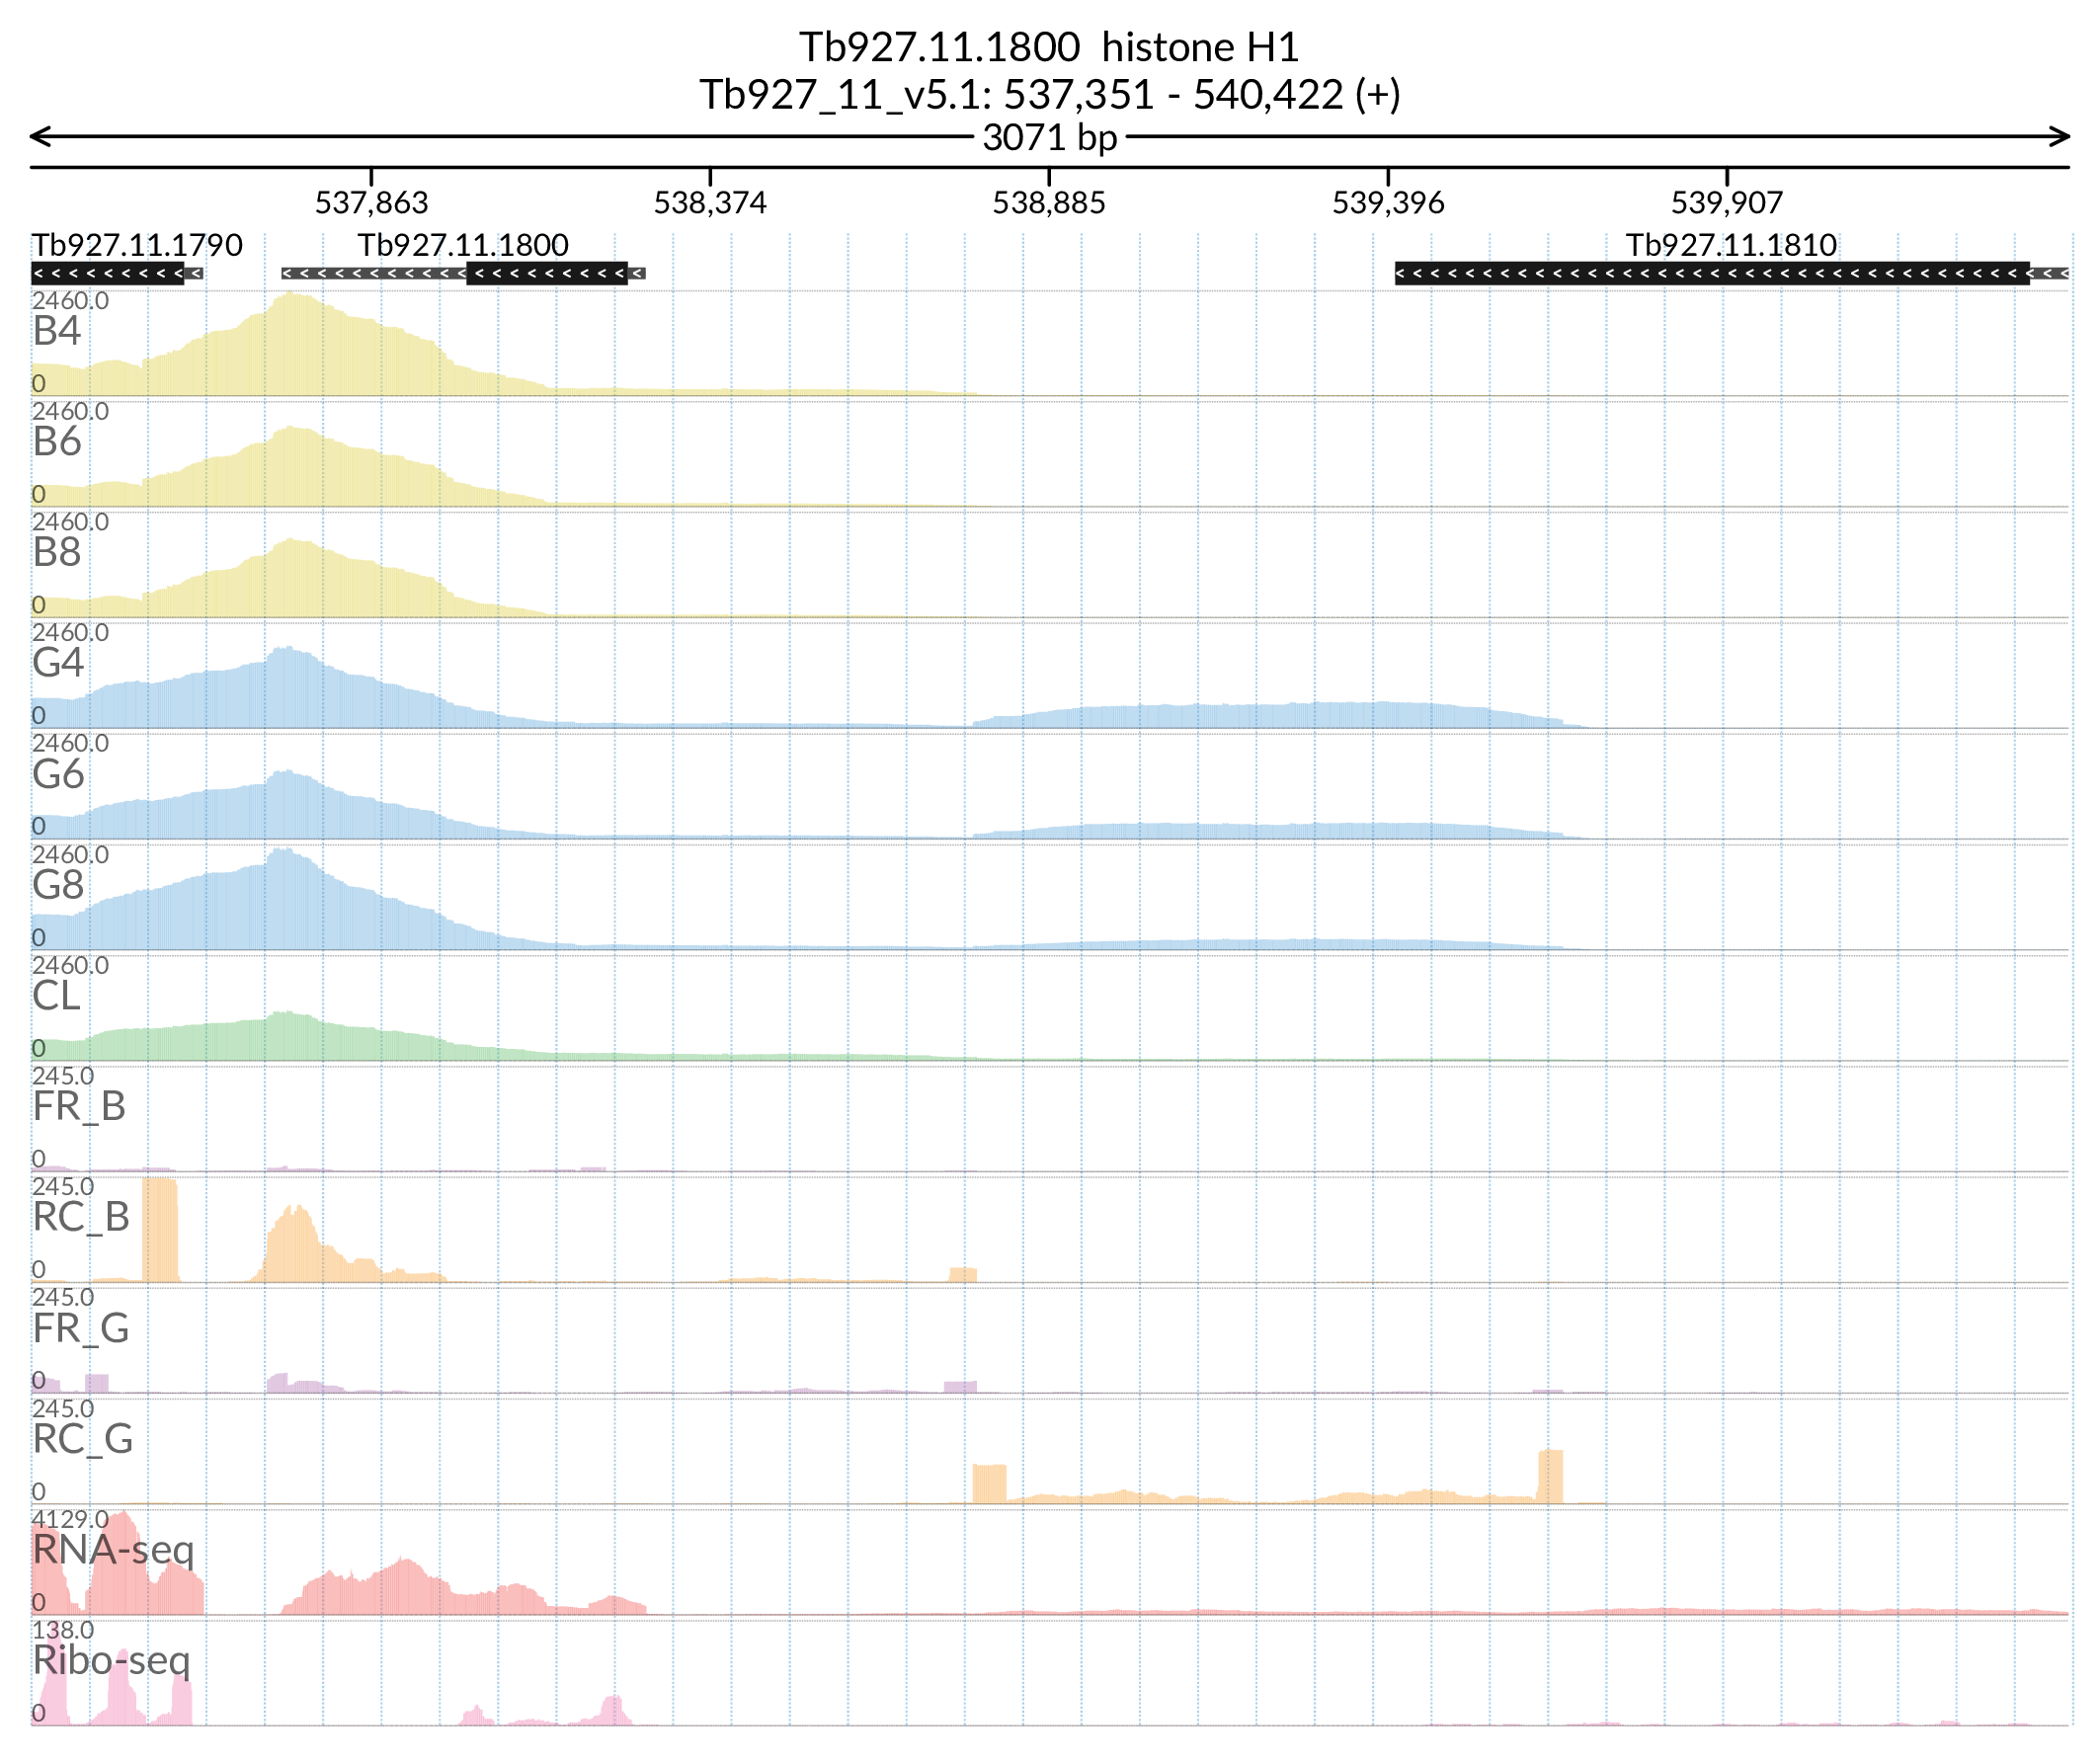 Tb927.11.1800 histone H1
Tb927_11_v5.1: 537,351 - 540,422 (+)
3071 bp
537,863 538,374 538,885 539,396 539,907
Tb927.11.1790 Tb927.11.1800 Tb927.11.1810
2460.0
B4
0
2460.0
B6
0
2460.0
B8
0
2460.0
G4
0
2460.0
G6
0
2460.0
G8
0
2460.0
CL
0
245.0
FR_B
0
245.0
RC_B
0
245.0
FR_G
0
245.0
RC_G
0
4129.0
RNA-seq
0
138.0
Ribo-seq
0